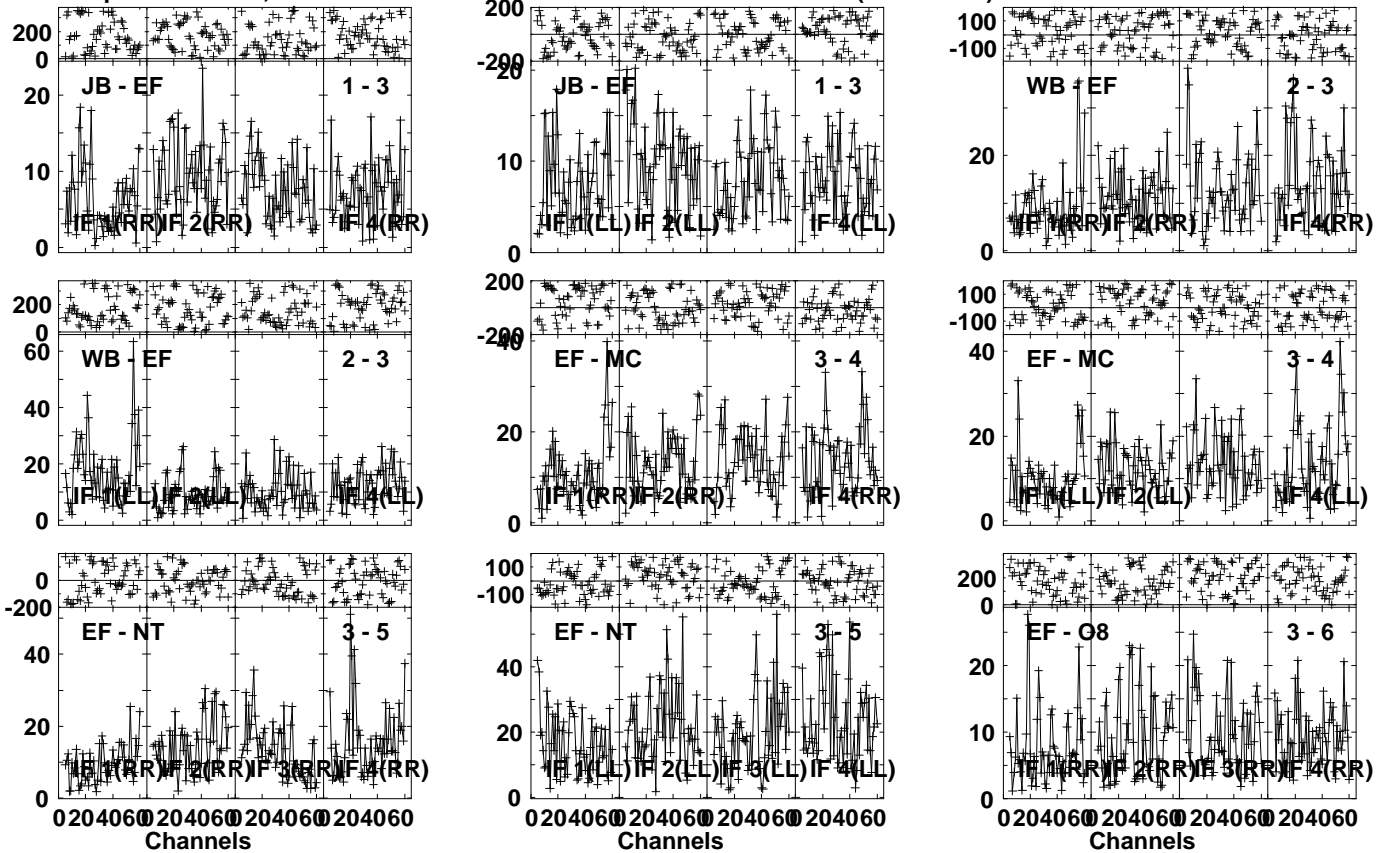 200
0
JB - EF
1 - 3
20
10
0
IF 1(RR)
IF 2(RR)
IF 4(RR)
200
-200
20
JB - EF
1 - 3
10
0
IF 1(LL)
IF 2(LL)
IF 4(LL)
100
-100
WB - EF
2 - 3
20
0
IF 1(RR)
IF 2(RR)
IF 4(RR)
200
0
60
WB - EF
2 - 3
40
20
0
IF 1(LL)
IF 2(LL)
IF 4(LL)
200
-200
40
EF - MC
3 - 4
20
0
IF 1(RR)
IF 2(RR)
IF 4(RR)
100
-100
40
EF - MC
3 - 4
20
0
IF 1(LL)
IF 2(LL)
IF 4(LL)
0
-200
EF - NT
3 - 5
40
20
0
IF 1(RR)
IF 2(RR)
IF 3(RR)
IF 4(RR)
0 20 40 60 0 20 40 60 0 20 40 60 0 20 40 60
Channels
100
-100
EF - NT
3 - 5
40
20
0
IF 1(LL)
IF 2(LL)
IF 3(LL)
IF 4(LL)
0 20 40 60 0 20 40 60 0 20 40 60 0 20 40 60
Channels
200
0
EF - O8
3 - 6
20
10
0
IF 1(RR)
IF 2(RR)
IF 3(RR)
IF 4(RR)
0 20 40 60 0 20 40 60 0 20 40 60 0 20 40 60
Channels